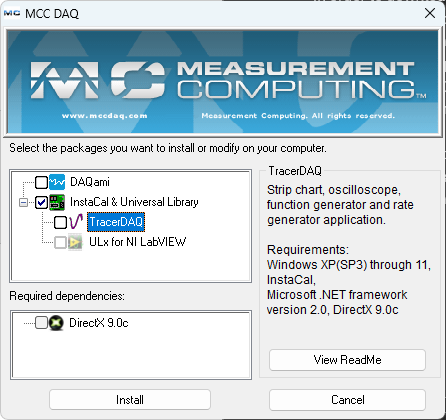 MCC DAQ
MEASUREMENT
COMPUTING™
www.mccdaq.com
Measurement Computing. All rights reserved.
Select the packages you want to install or modify on your computer.
DAQami
InstaCal & Universal Library
TracerDAQ
ULx for NI LabVIEW
Required dependencies:
DirectX 9.0c
TracerDAQ
Strip chart, oscilloscope,
function generator and rate
generator application.
Requirements:
Windows XP(SP3) through 11,
InstaCal,
Microsoft .NET framework
version 2.0, DirectX 9.0c
View ReadMe
Install
Cancel